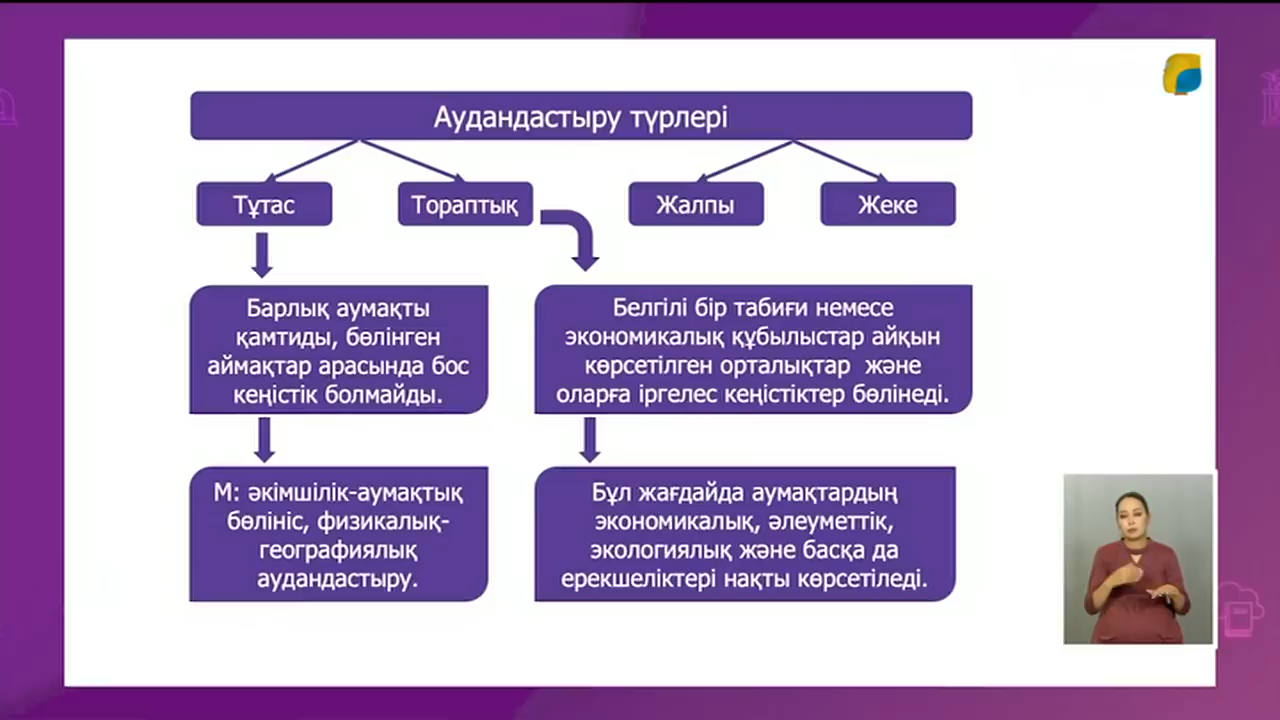 Аудандастыру түрлері
Тұтас
Тораптық
Жалпы
Жеке
Барлық аумақты
қамтиды, бөлінген
аймақтар арасында бос
кеңістік болмайды.
Белгілі бір табиғи немесе
экономикалық құбылыстар айқын
көрсетілген орталықтар және
оларға іргелес кеңістіктер бөлінеді.
М: әкімшілік-аумақтық
бөлініс, физикалық-
географиялық
аудандастыру.
Бұл жағдайда аумақтардың
экономикалық, әлеуметтік,
экологиялық және басқа да
ерекшеліктері нақты көрсетіледі.